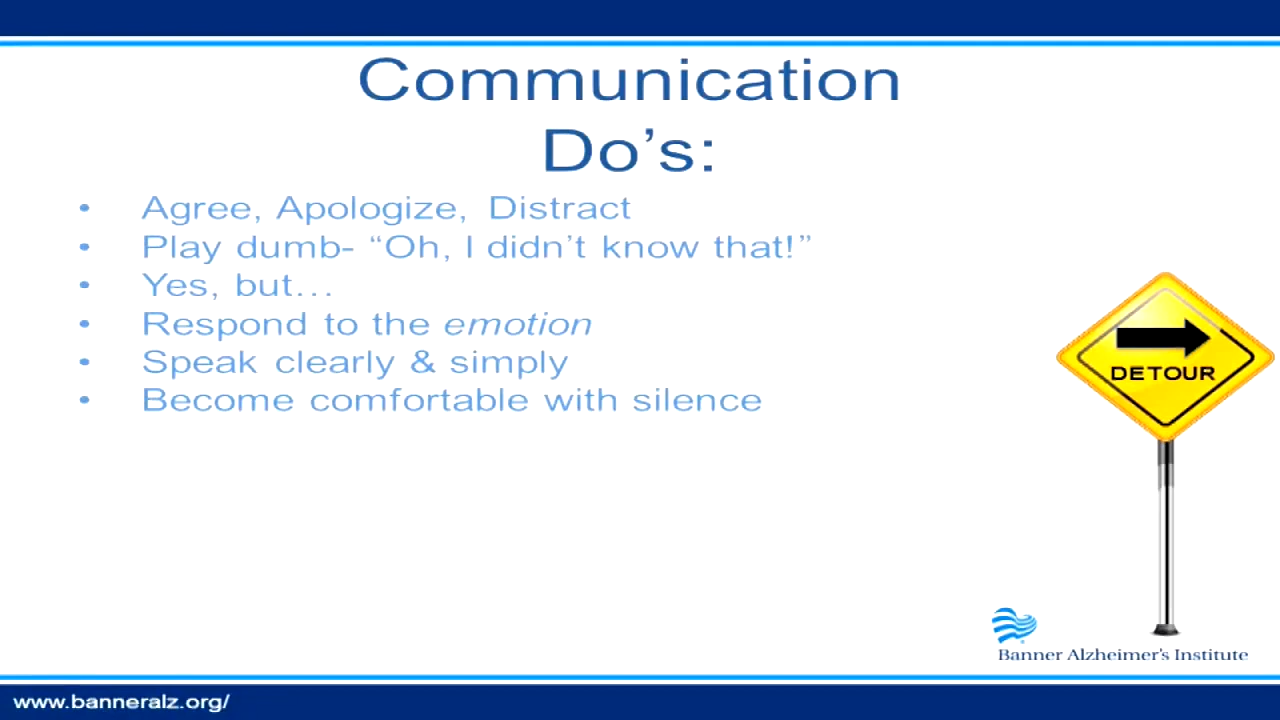 Communication
Do’s:
• Agree, Apologize, Distract
• Play dumb- “Oh, I didn’t know that!”
• Yes, but…
• Respond to the emotion
• Speak clearly & simply
• Become comfortable with silence
DETOUR
Banner Alzheimer’s Institute
www.banneralz.org/